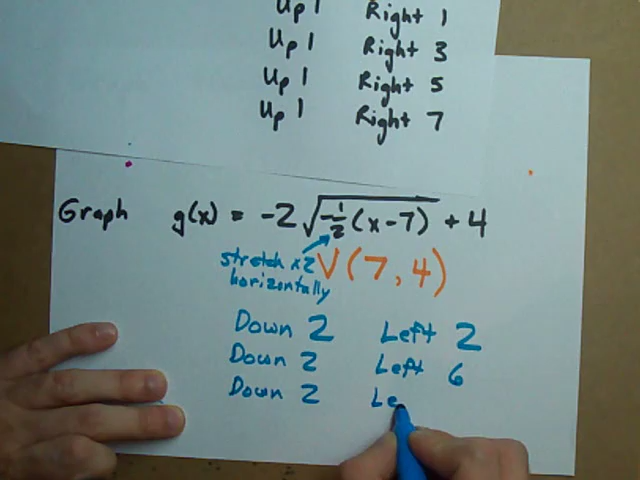 Up 1 Right 1
Up 1 Right 3
Up 1 Right 5
Up 1 Right 7
Graph g(x) = -2√(-1/2(x-7)) + 4
stretch x2 V(7,4)
horizontally
Down 2 Left 2
Down 2 Left 6
Down 2 Le